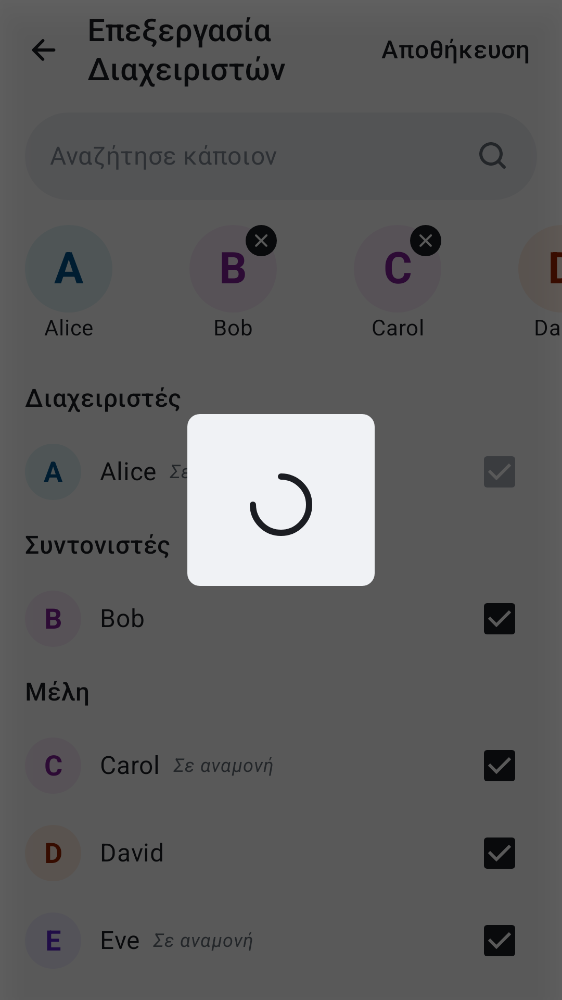 Επεξεργασία
Διαχειριστών
Αποθήκευση
Αναζήτησε κάποιον
A
B
C
Alice
Bob
Carol
Da
Διαχειριστές
A
Alice Σε
Συντονιστές
B
Bob
Μέλη
C
Carol Σε αναμονή
D
David
E
Eve Σε αναμονή